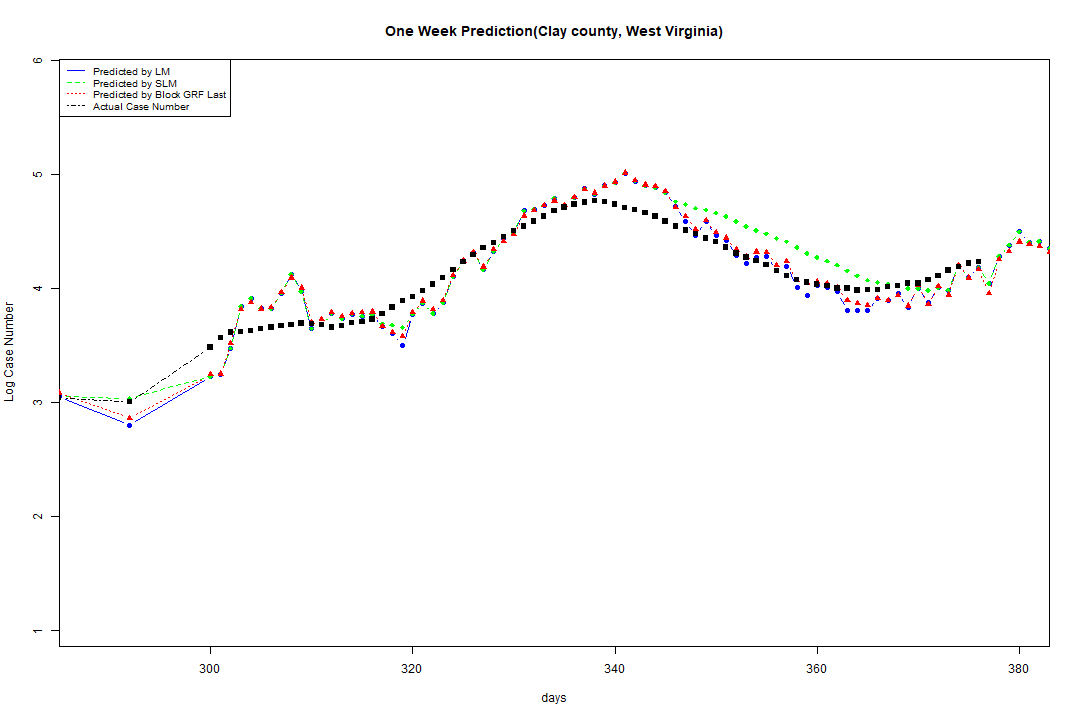 One Week Prediction(Clay county, West Virginia)
Predicted by LM
Predicted by SLM
Predicted by Block GRF Last
Actual Case Number
6
5
4
3
2
1
Log Case Number
300 320 340 360 380
days